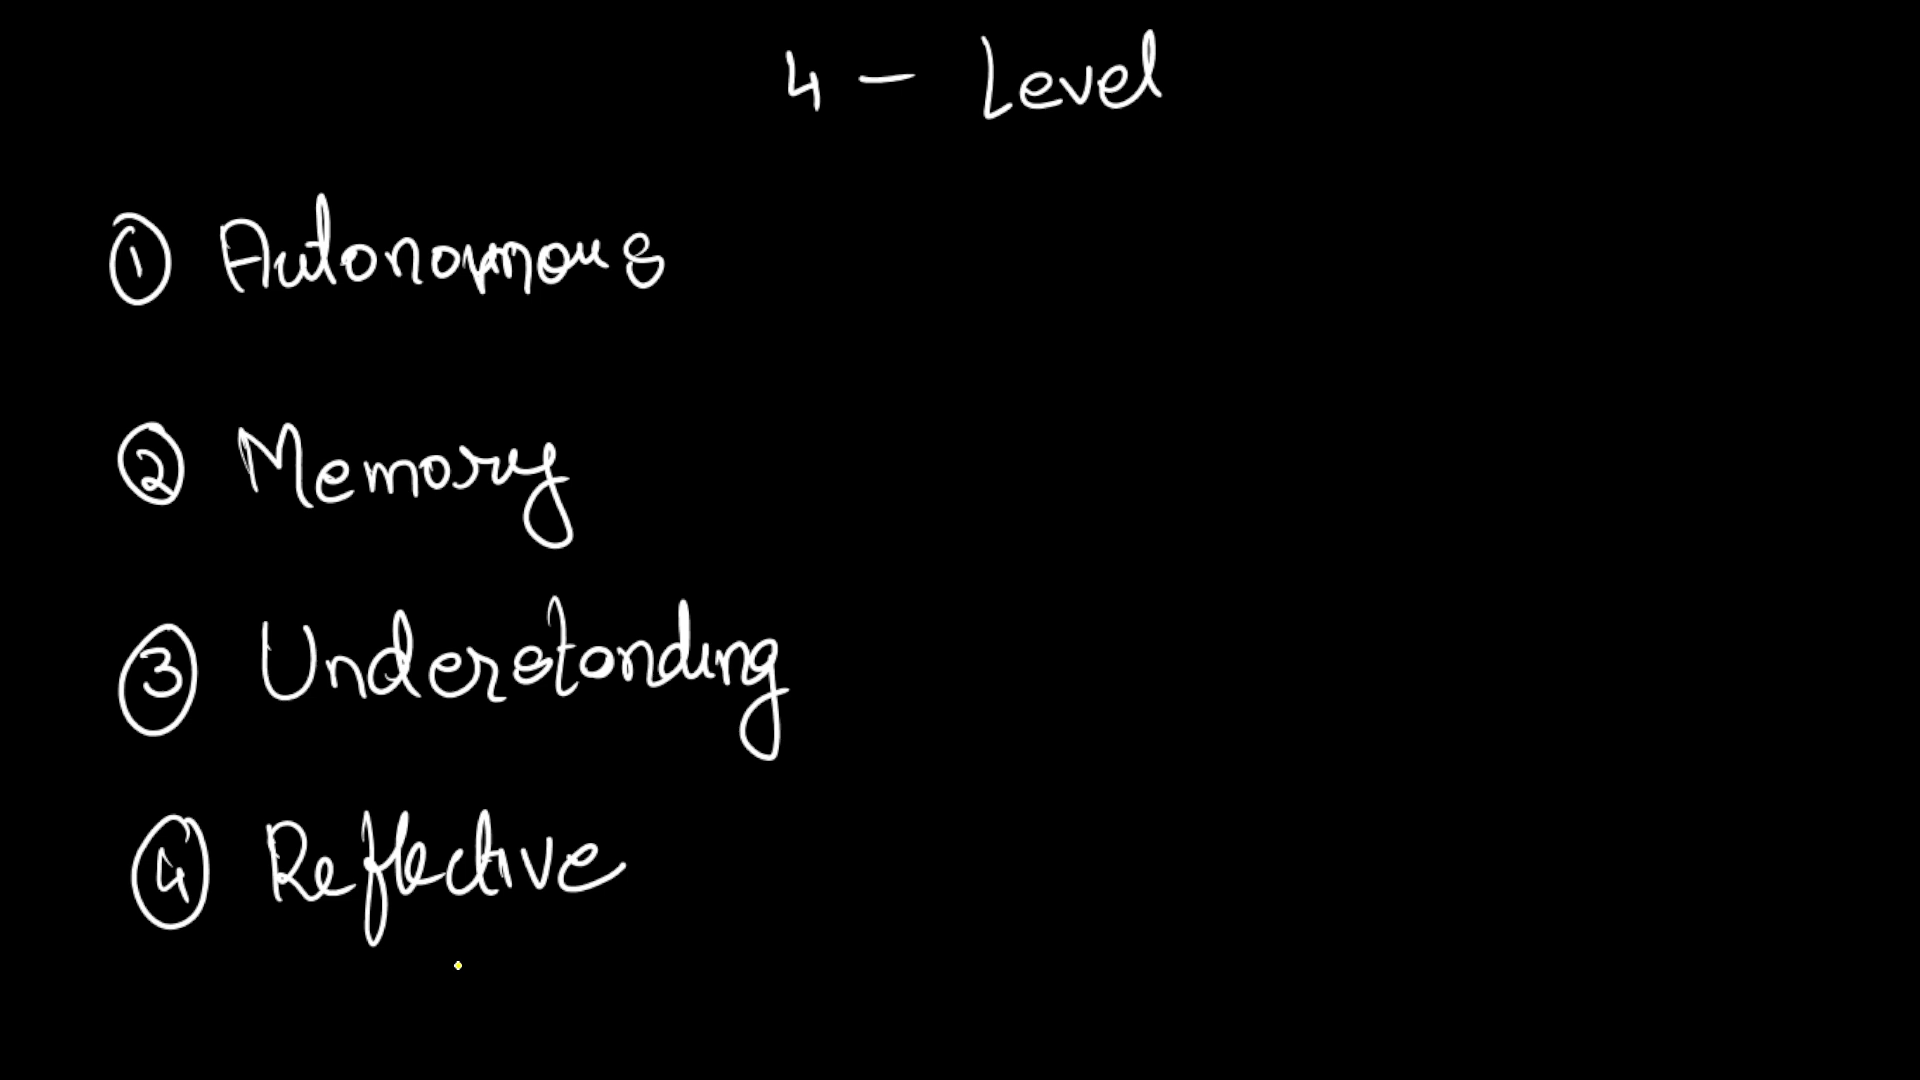 4 - Level
① Autonomous
② Memory
③ Understanding
④ Reflective